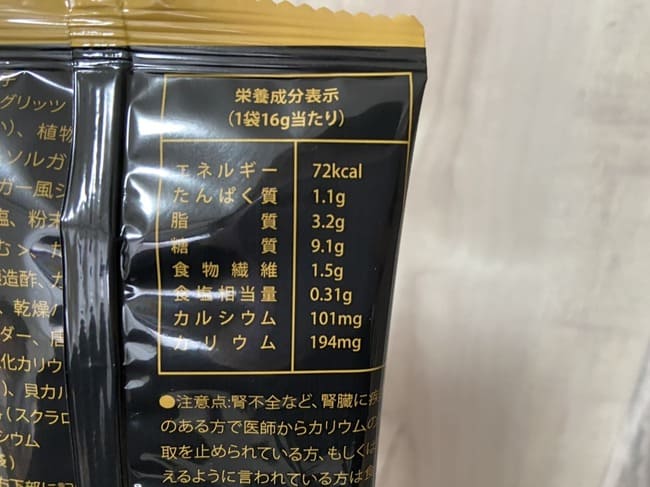 グリッツ
栄養成分表示
(1袋16g当たり)
エネルギー 72kcal
たんぱく質 1.1g
脂質 3.2g
糖質 9.1g
食物繊維 1.5g
食塩相当量 0.31g
カルシウム 101mg
カリウム 194mg
い)、植物
ソルガ
ガー風シ
塩、粉末
造酢、
、乾燥
ダー、
化カリウ
)、貝カル
(スクラロ
シウム
●注意点:腎不全など、腎臓に
のある方で医師からカリウムの
取を止められている方、もしくは
えるように言われている方は食